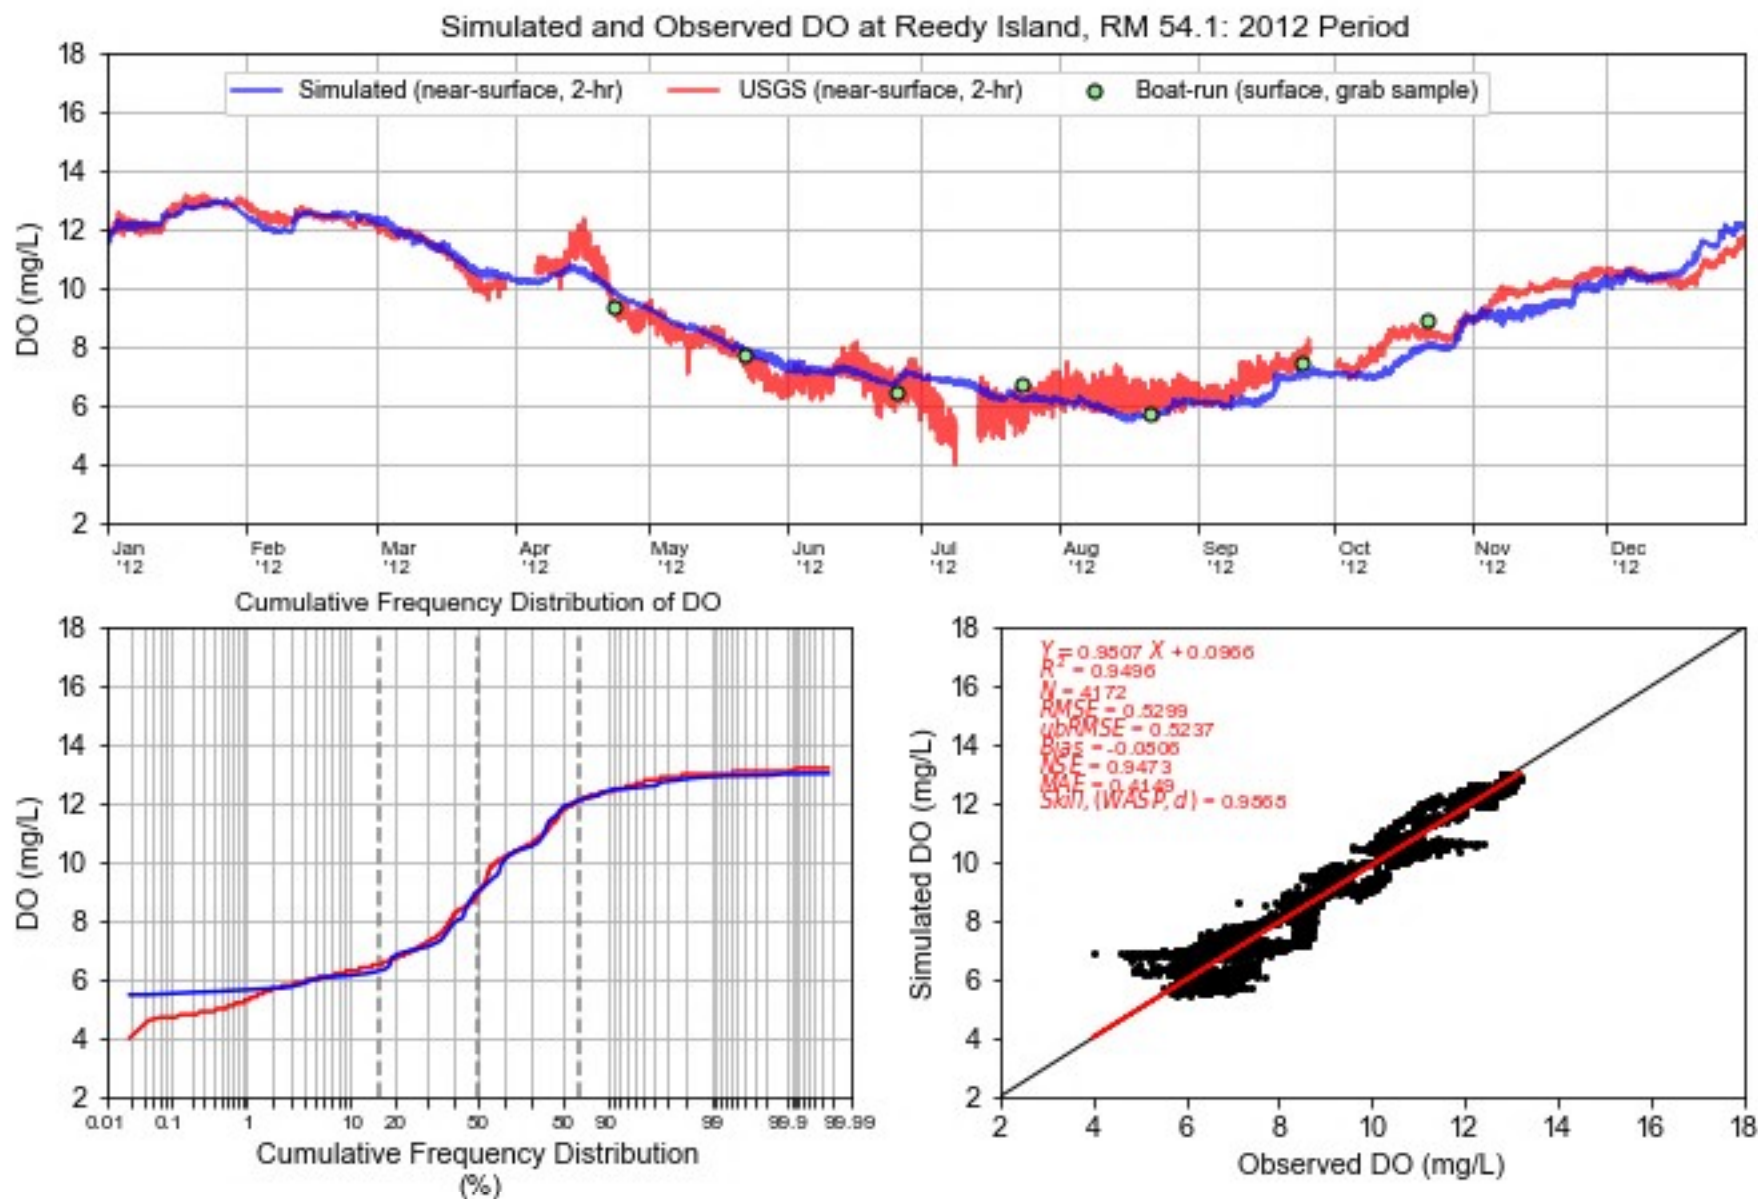 Simulated and Observed DO at Reedy Island, RM 54.1: 2012 Period
Simulated (near-surface, 2-hr) USGS (near-surface, 2-hr) Boat-run (surface, grab sample)
DO (mg/L)
18
16
14
12
10
8
6
4
2
Jan '12 Feb '12 Mar '12 Apr '12 May '12 Jun '12 Jul '12 Aug '12 Sep '12 Oct '12 Nov '12 Dec '12
Cumulative Frequency Distribution of DO
DO (mg/L)
18
16
14
12
10
8
6
4
2
0.01 0.1 1 10 20 50 90 99 99.9 99.99
Cumulative Frequency Distribution
(%)
Simulated DO (mg/L)
18
16
14
12
10
8
6
4
2
Y = 0.9807 X + 0.0966
R² = 0.9496
N = 4172
RMSE = 0.5299
ubRMSE = 0.5237
Bias = -0.0806
NSE = 0.9473
MAE = 0.4149
Skill, (WASP, d) =
2 4 6 8 10 12 14 16 18
Observed DO (mg/L)